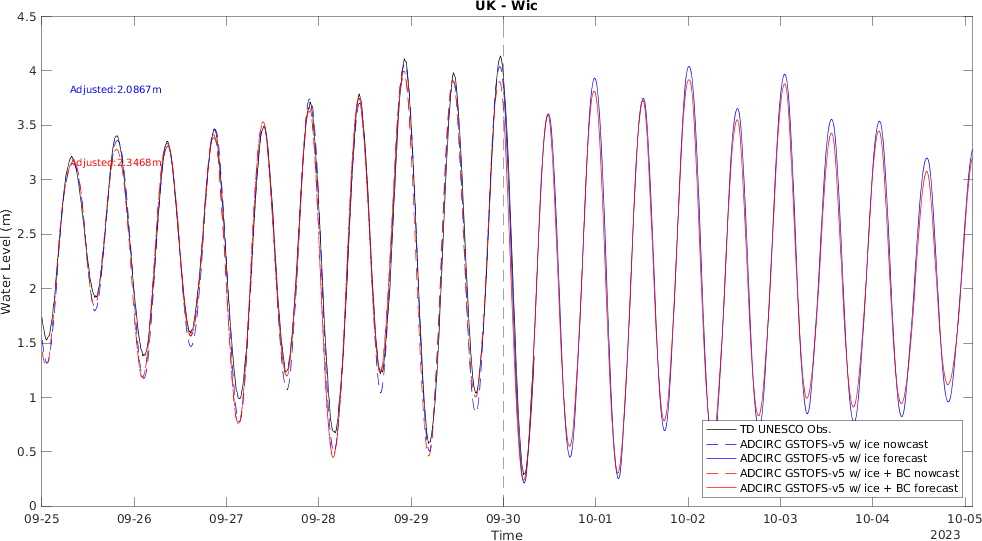 UK - Wic
4.5
4
3.5
3
2.5
2
1.5
1
0.5
0
Water Level (m)
Adjusted:2.0867m
Adjusted:2.3468m
TD UNESCO Obs.
ADCIRC GSTOFS-v5 w/ ice nowcast
ADCIRC GSTOFS-v5 w/ ice forecast
ADCIRC GSTOFS-v5 w/ ice + BC nowcast
ADCIRC GSTOFS-v5 w/ ice + BC forecast
09-25 09-26 09-27 09-28 09-29 09-30 10-01 10-02 10-03 10-04 10-05
Time
2023